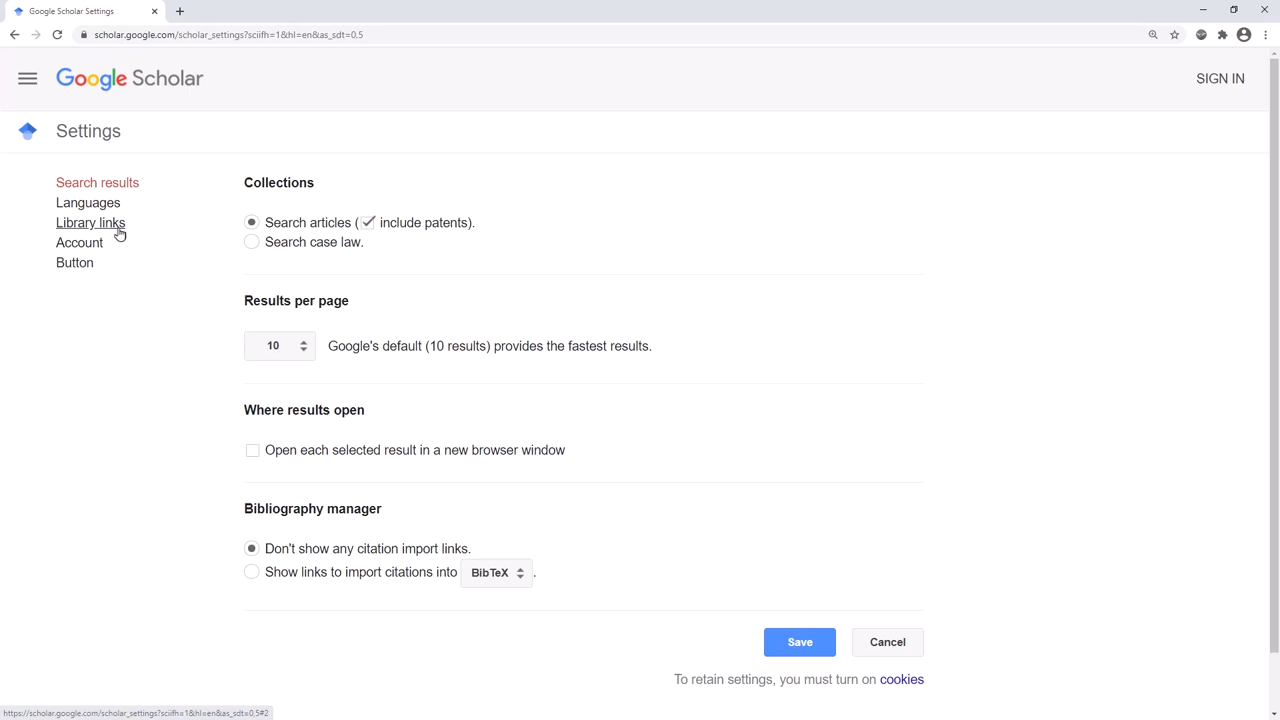 Google Scholar Settings
scholar.google.com/scholar_settings?sciifh=1&hl=en&as_sdt=0,5
Google Scholar
SIGN IN
Settings
Search results
Languages
Library links
Account
Button
Collections
Search articles ( include patents).
Search case law.
Results per page
10 Google's default (10 results) provides the fastest results.
Where results open
Open each selected result in a new browser window
Bibliography manager
Don't show any citation import links.
Show links to import citations into BibTeX .
Save Cancel
To retain settings, you must turn on cookies
https://scholar.google.com/scholar_settings?sciifh=1&hl=en&as_sdt=0,5#2